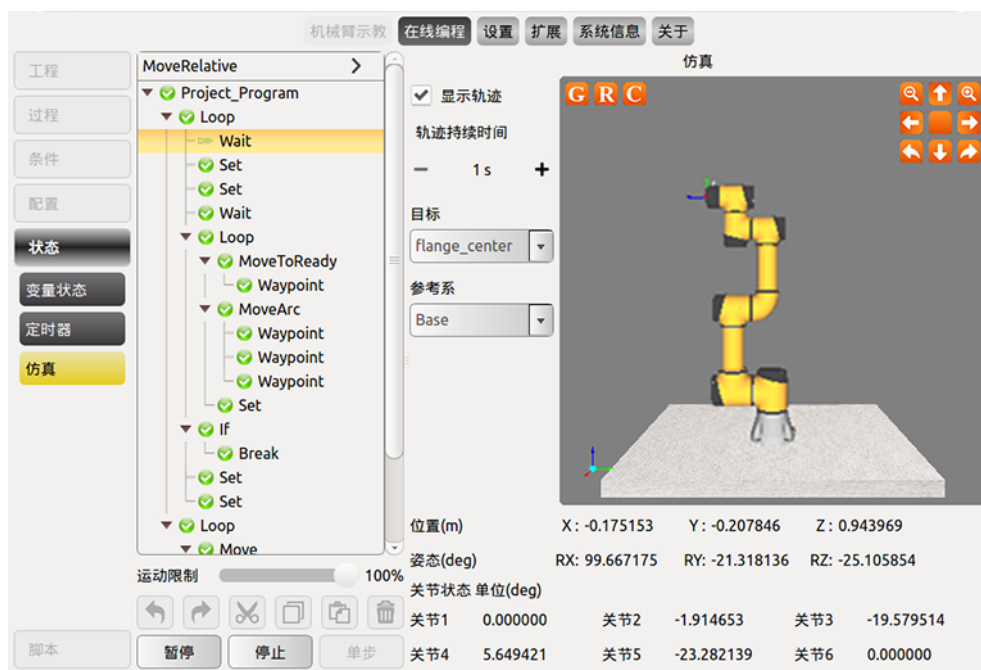 机械臂示教 在线编程 设置 扩展 系统信息 关于
工程
过程
条件
配置
状态
变量状态
定时器
仿真
脚本
MoveRelative
Project_Program
Loop
Wait
Set
Set
Wait
Loop
MoveToReady
Waypoint
MoveArc
Waypoint
Waypoint
Waypoint
Set
If
Break
Set
Set
Loop
Move
运动限制 100%
暂停 停止 单步
仿真
显示轨迹
轨迹持续时间
1 s
目标
flange_center
参考系
Base
G R C
位置(m) X : -0.175153 Y : -0.207846 Z : 0.943969
姿态(deg) RX: 99.667175 RY: -21.318136 RZ: -25.105854
关节状态 单位(deg)
关节1 0.000000 关节2 -1.914653 关节3 -19.579514
关节4 5.649421 关节5 -23.282139 关节6 0.000000